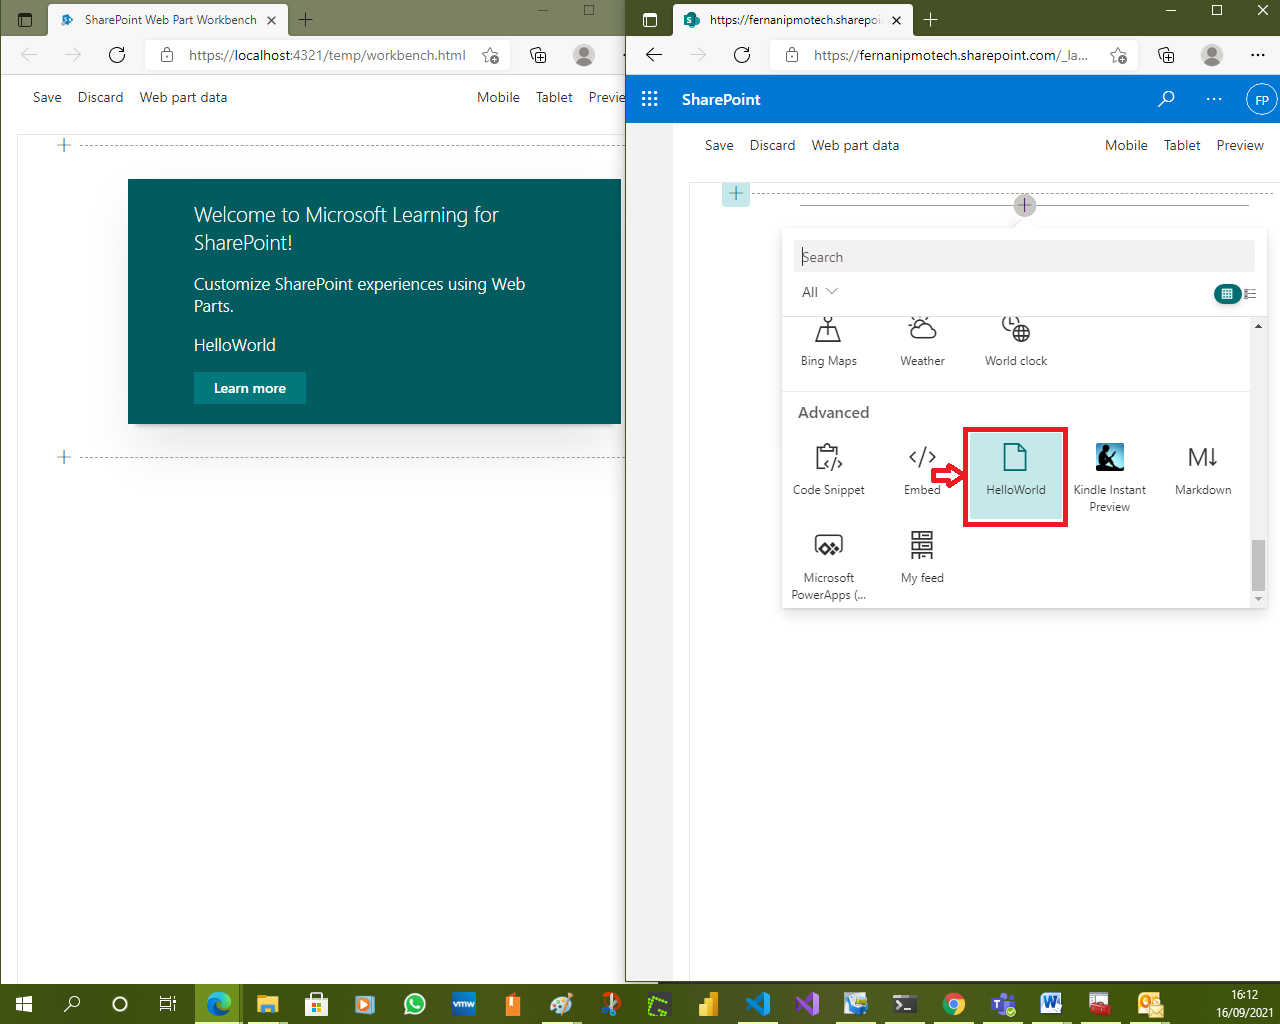 SharePoint Web Part Workbench
https://localhost:4321/temp/workbench.html
Save Discard Web part data Mobile Tablet Previe
Welcome to Microsoft Learning for
SharePoint!
Customize SharePoint experiences using Web
Parts.
HelloWorld
Learn more
https://fernanipmotech.sharepoi
https://fernanipmotech.sharepoint.com/_la...
SharePoint
FP
Save Discard Web part data Mobile Tablet Preview
Search
All
Bing Maps Weather World clock
Advanced
Code Snippet Embed HelloWorld Kindle Instant Markdown
Preview
Microsoft My feed
PowerApps (...
vmw
16:12
16/09/2021